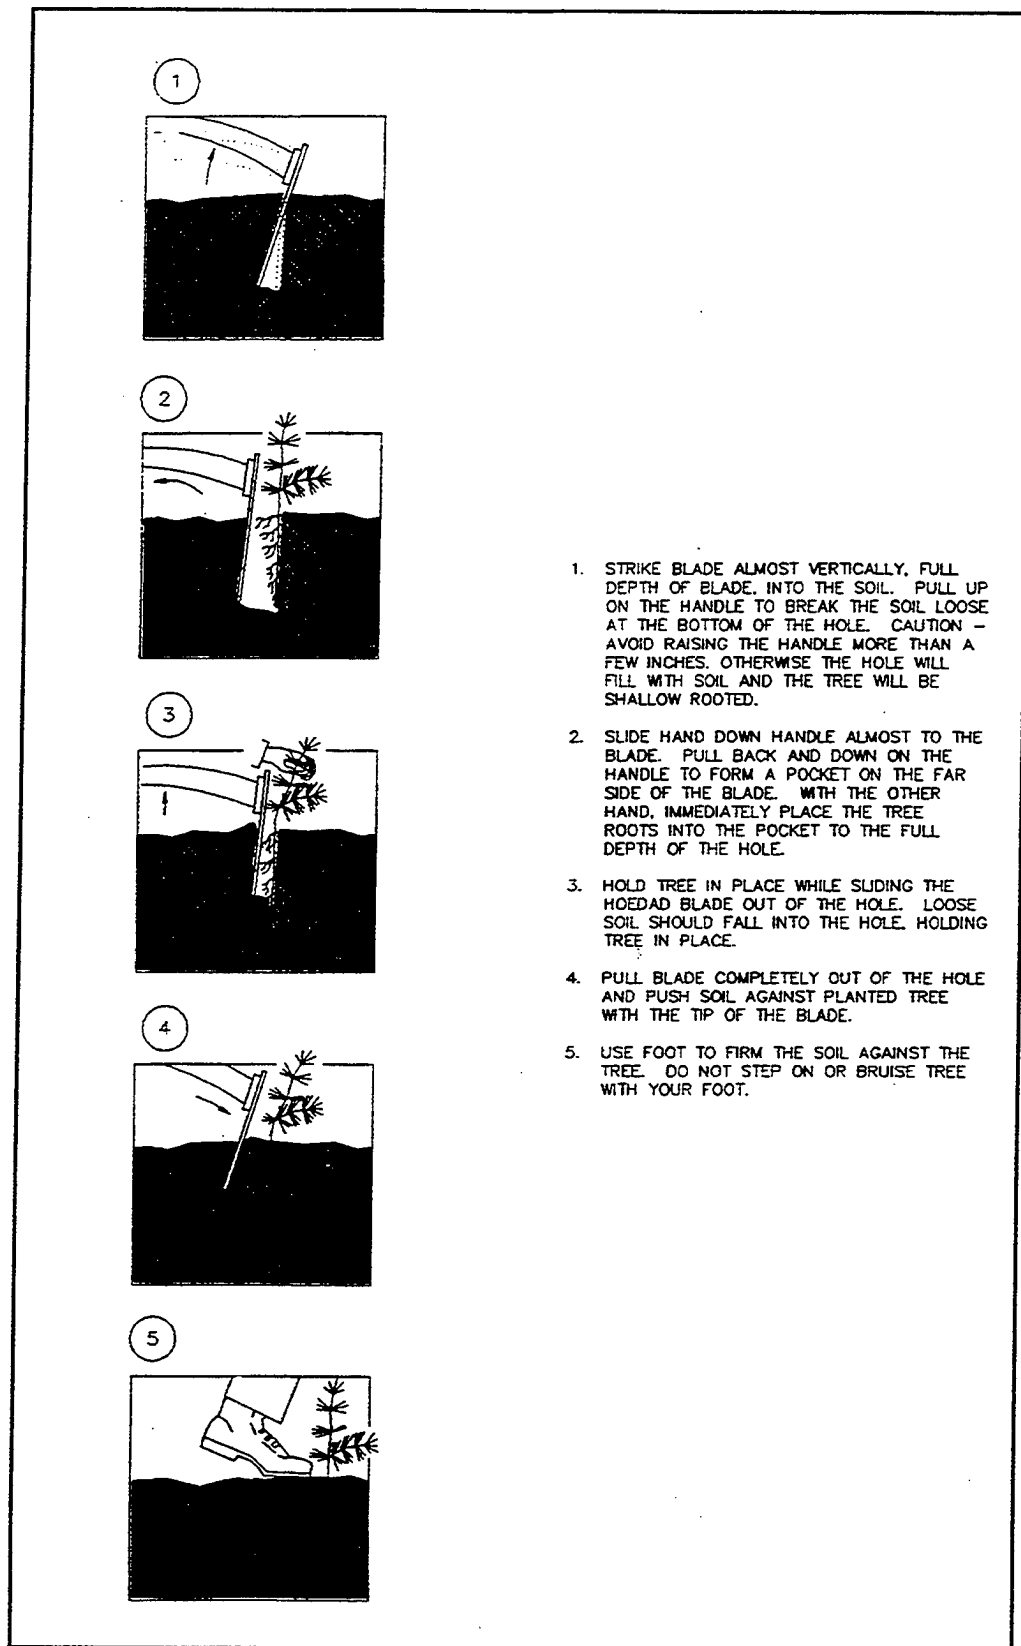 1
2
3
4
5
1. STRIKE BLADE ALMOST VERTICALLY, FULL
DEPTH OF BLADE, INTO THE SOIL. PULL UP
ON THE HANDLE TO BREAK THE SOIL LOOSE
AT THE BOTTOM OF THE HOLE. CAUTION –
AVOID RAISING THE HANDLE MORE THAN A
FEW INCHES. OTHERWISE THE HOLE WILL
FILL WITH SOIL AND THE TREE WILL BE
SHALLOW ROOTED.
2. SLIDE HAND DOWN HANDLE ALMOST TO THE
BLADE. PULL BACK AND DOWN ON THE
HANDLE TO FORM A POCKET ON THE FAR
SIDE OF THE BLADE. WITH THE OTHER
HAND, IMMEDIATELY PLACE THE TREE
ROOTS INTO THE POCKET TO THE FULL
DEPTH OF THE HOLE.
3. HOLD TREE IN PLACE WHILE SLIDING THE
HOEDAD BLADE OUT OF THE HOLE. LOOSE
SOIL SHOULD FALL INTO THE HOLE, HOLDING
TREE IN PLACE.
4. PULL BLADE COMPLETELY OUT OF THE HOLE
AND PUSH SOIL AGAINST PLANTED TREE
WITH THE TIP OF THE BLADE.
5. USE FOOT TO FIRM THE SOIL AGAINST THE
TREE. DO NOT STEP ON OR BRUISE TREE
WITH YOUR FOOT.